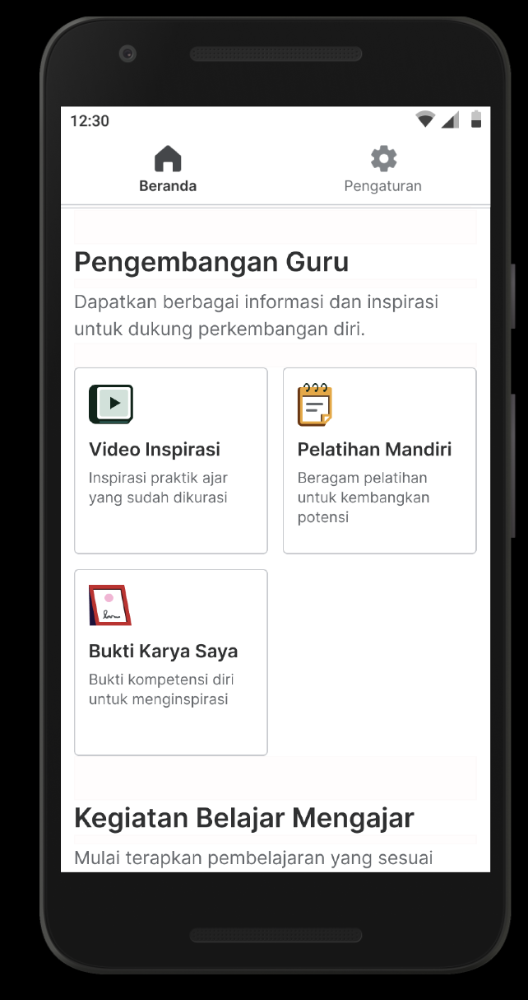 12:30
Beranda
Pengaturan
Pengembangan Guru
Dapatkan berbagai informasi dan inspirasi
untuk dukung perkembangan diri.
Video Inspirasi
Inspirasi praktik ajar
yang sudah dikurasi
Pelatihan Mandiri
Beragam pelatihan
untuk kembangkan
potensi
Bukti Karya Saya
Bukti kompetensi diri
untuk menginspirasi
Kegiatan Belajar Mengajar
Mulai terapkan pembelajaran yang sesuai